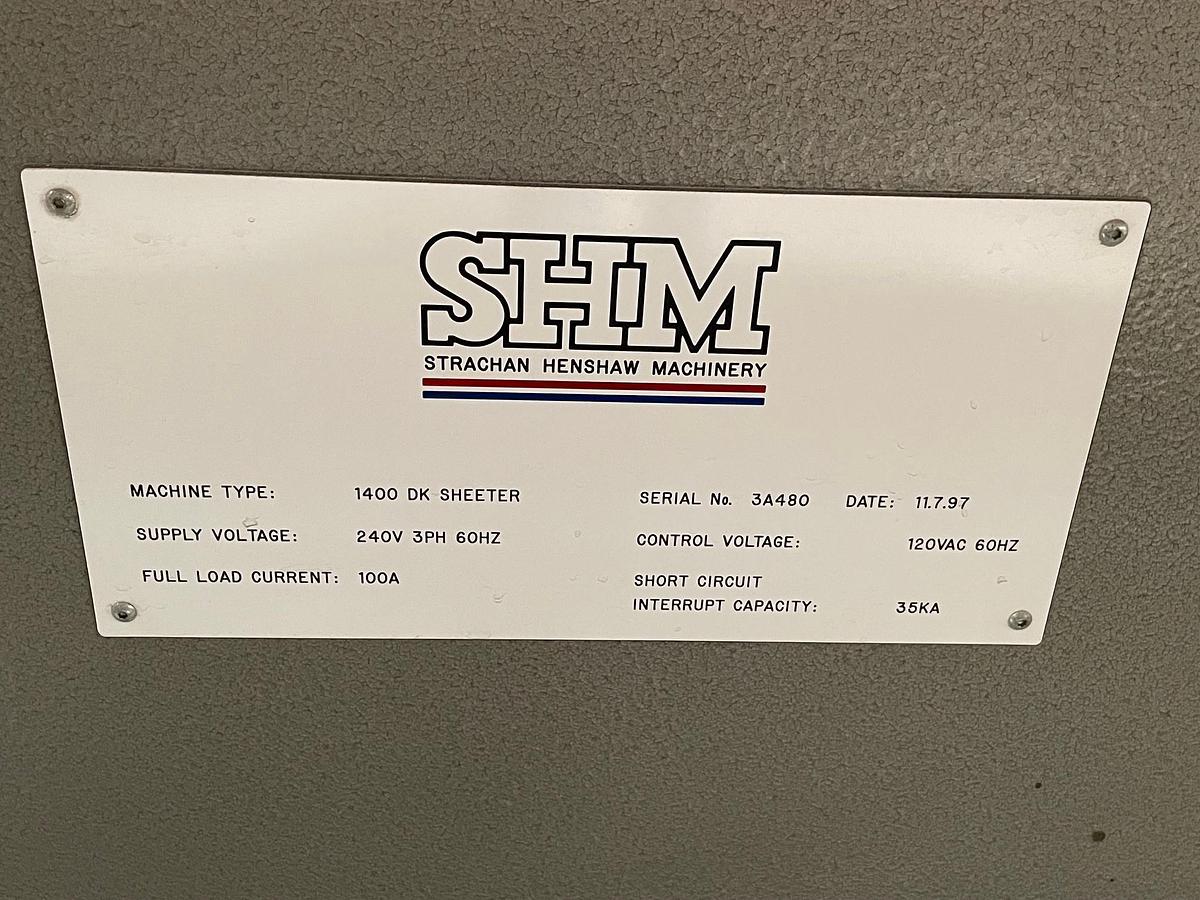 SHM
STRACHAN HENSHAW MACHINERY
MACHINE TYPE: 1400 DK SHEETER SERIAL No. 3A480 DATE: 11.7.97
SUPPLY VOLTAGE: 240V 3PH 60HZ CONTROL VOLTAGE: 120VAC 60HZ
FULL LOAD CURRENT: 100A SHORT CIRCUIT
INTERRUPT CAPACITY: 35KA